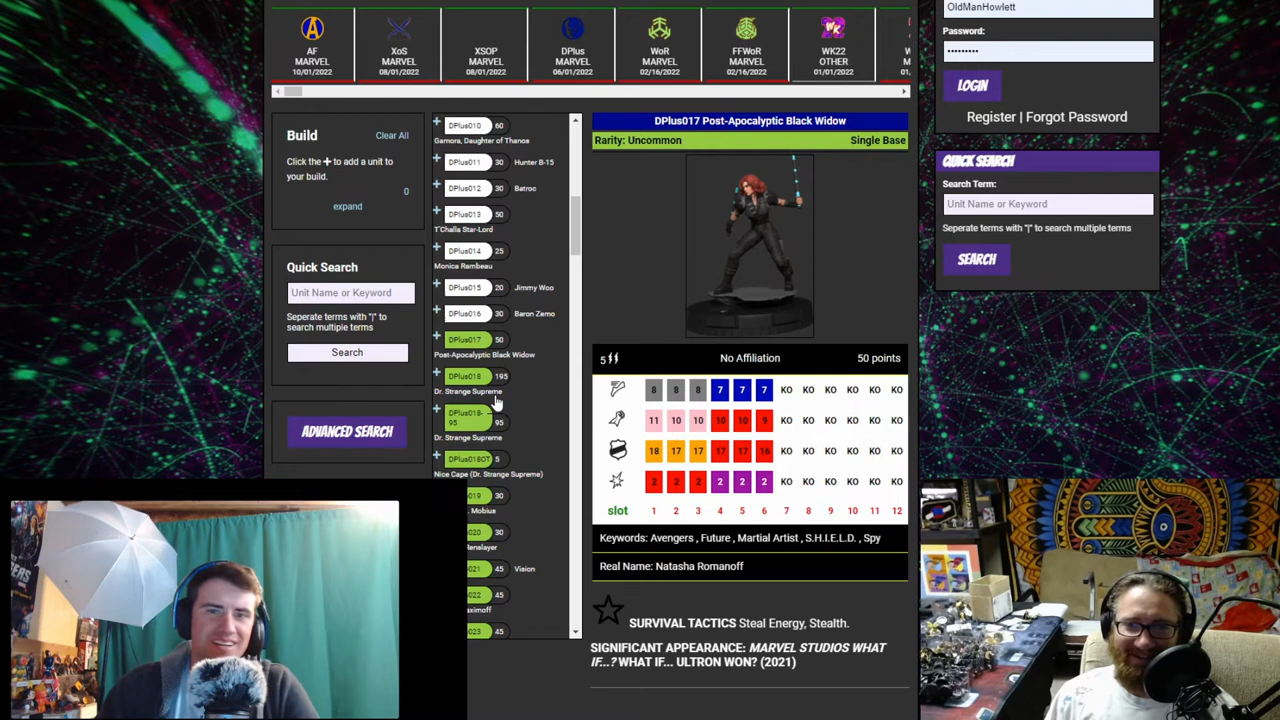 AF
MARVEL
10/01/2022
XoS
MARVEL
08/01/2022
XSOP
MARVEL
08/01/2022
DPlus
MARVEL
06/01/2022
WoR
MARVEL
02/16/2022
FFWoR
MARVEL
02/16/2022
WK22
OTHER
01/01/2022
OldManHowlett
Password:
LOGIN
Register | Forgot Password
QUICK SEARCH
Search Term:
Unit Name or Keyword
Seperate terms with "|" to search multiple terms
SEARCH
Build
Clear All
Click the + to add a unit to
your build.
0
expand
Quick Search
Unit Name or Keyword
Seperate terms with "|" to
search multiple terms
Search
ADVANCED SEARCH
DPlus010 60
Gamora, Daughter of Thanos
DPlus011 30 Hunter B-15
DPlus012 30 Batroc
DPlus013 50
T'Challa Star-Lord
DPlus014 25
Monica Rambeau
DPlus015 20 Jimmy Woo
DPlus016 30 Baron Zemo
DPlus017 50
Post-Apocalyptic Black Widow
DPlus018 195
Dr. Strange Supreme
DPlus018-
95 95
Dr. Strange Supreme
DPlus018OT 5
Nice Cape (Dr. Strange Supreme)
019 30
Mobius
020 30
enslayer
021 45 Vision
022 45
aximoff
023 45
DPlus017 Post-Apocalyptic Black Widow
Rarity: Uncommon Single Base
5 No Affiliation 50 points
8 8 8 7 7 7 KO KO KO KO KO KO
11 10 10 10 10 9 KO KO KO KO KO KO
18 17 17 17 17 16 KO KO KO KO KO KO
2 2 2 2 2 2 KO KO KO KO KO KO
slot 1 2 3 4 5 6 7 8 9 10 11 12
Keywords: Avengers , Future , Martial Artist , S.H.I.E.L.D. , Spy
Real Name: Natasha Romanoff
SURVIVAL TACTICS Steal Energy, Stealth.
SIGNIFICANT APPEARANCE: MARVEL STUDIOS WHAT
IF...? WHAT IF... ULTRON WON? (2021)